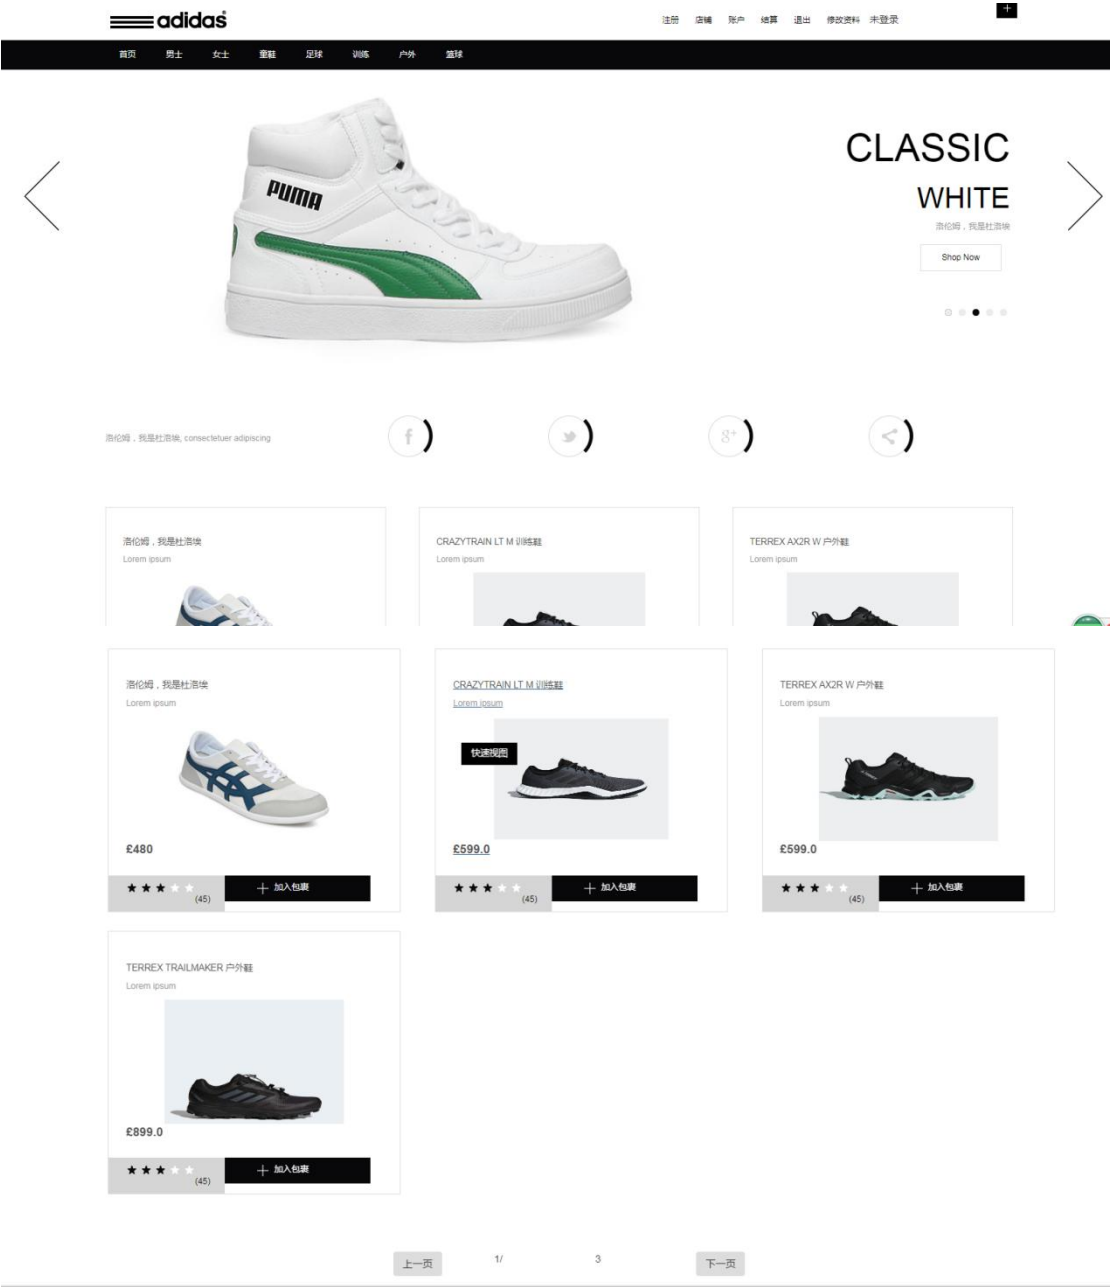 adidas
注册 店铺 账户 结算 退出 修改资料 未登录
首页 男士 女士 童鞋 足球 训练 户外 篮球
PUMA
CLASSIC
WHITE
洛伦姆，我是杜洛埃
Shop Now
洛伦姆，我是杜洛埃, consectetuer adipiscing
f
8+
洛伦姆，我是杜洛埃
Lorem ipsum
CRAZYTRAIN LT M 训练鞋
Lorem ipsum
TERREX AX2R W 户外鞋
Lorem ipsum
洛伦姆，我是杜洛埃
Lorem ipsum
£480
(45)
加入包裹
CRAZYTRAIN LT M 训练鞋
Lorem ipsum
快速视图
£599.0
(45)
加入包裹
TERREX AX2R W 户外鞋
Lorem ipsum
£599.0
(45)
加入包裹
TERREX TRAILMAKER 户外鞋
Lorem ipsum
£899.0
(45)
加入包裹
上一页 1/ 3 下一页